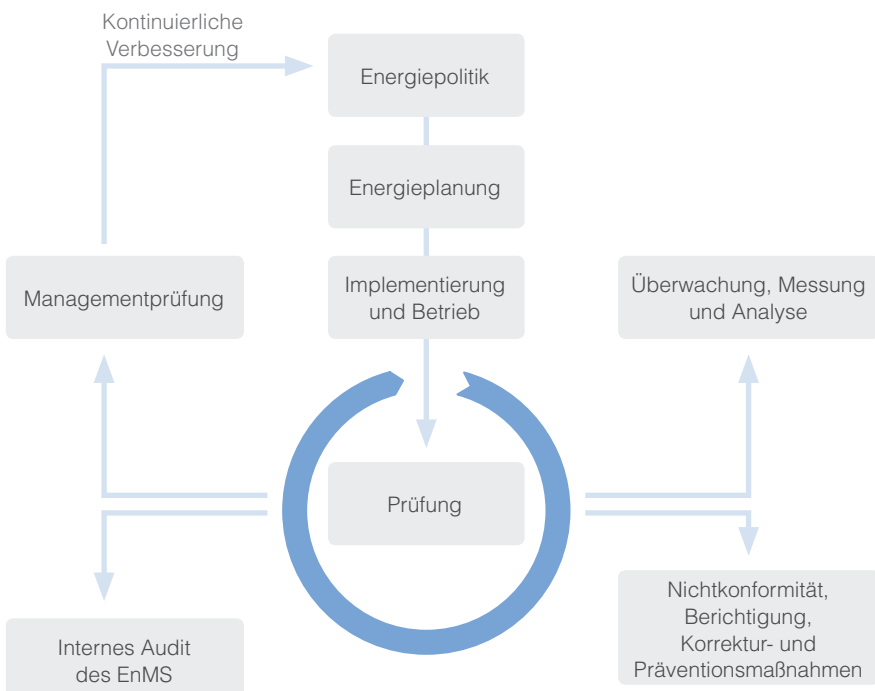 Kontinuierliche
Verbesserung
Energiepolitik
Energieplanung
Managementprüfung
Implementierung
und Betrieb
Überwachung, Messung
und Analyse
Prüfung
Internes Audit
des EnMS
Nichtkonformität,
Berichtigung,
Korrektur- und
Präventionsmaßnahmen